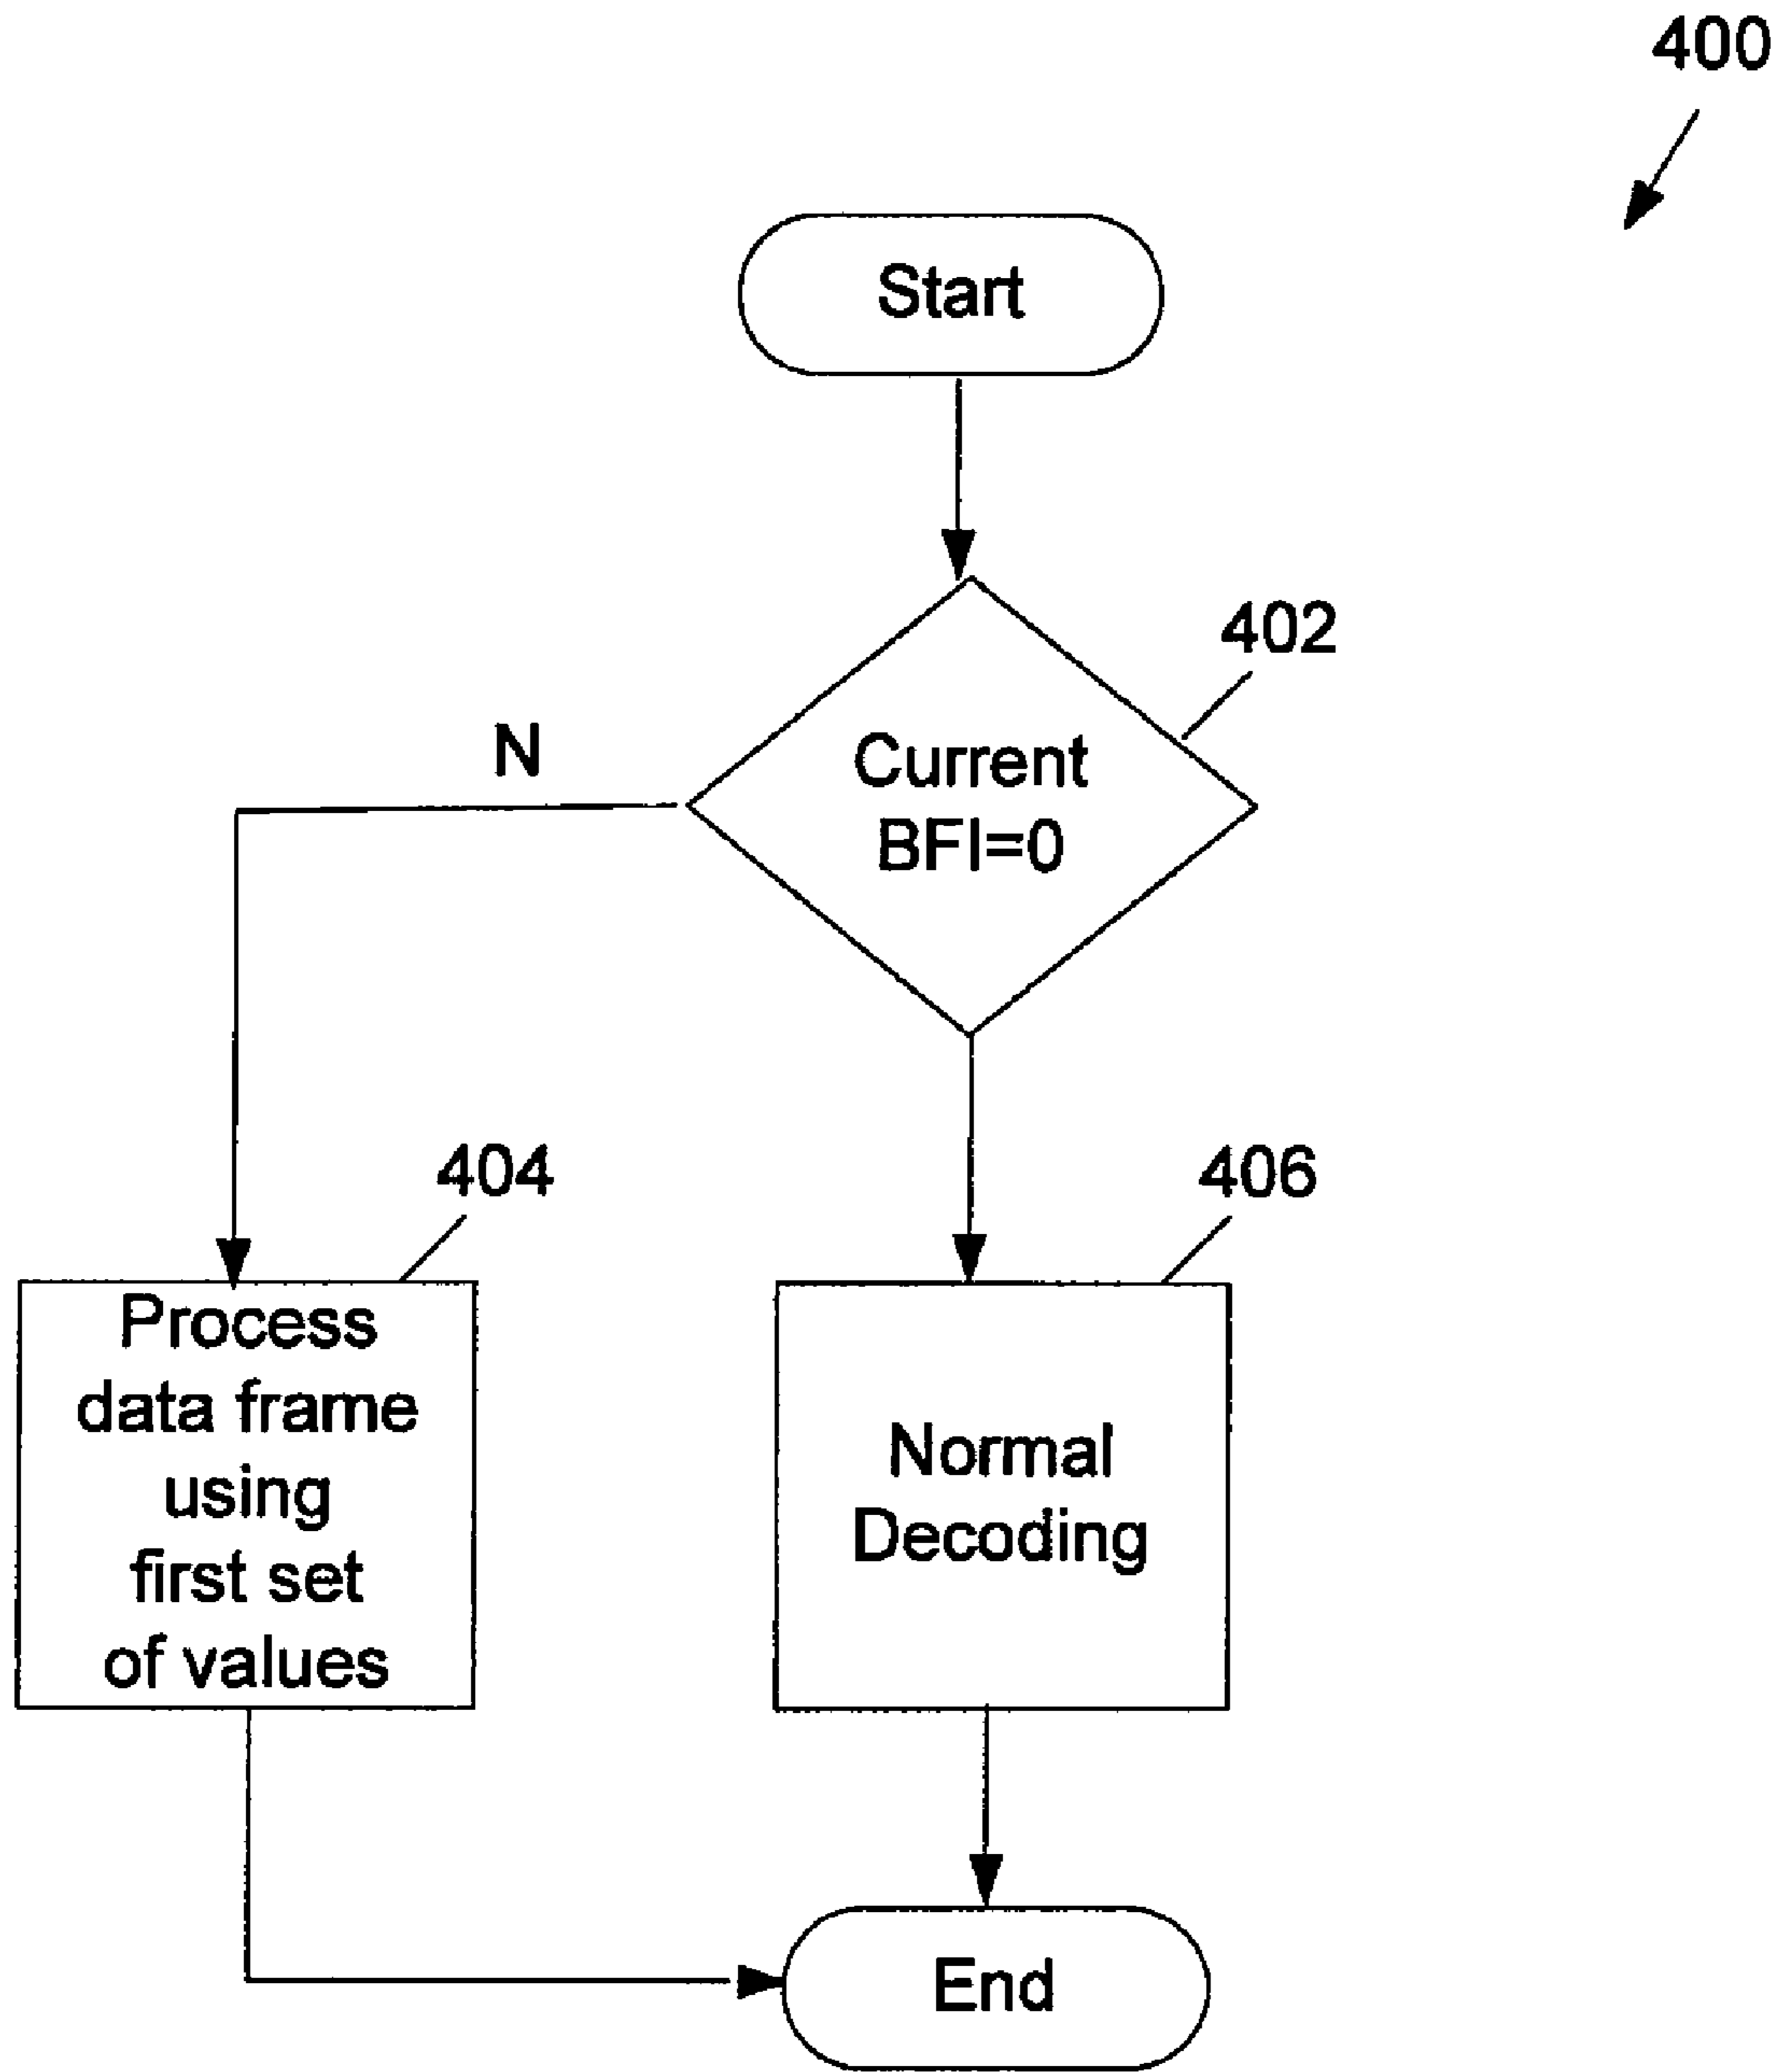 400
Start
402
Current
BFI=0
N
404
406
Process
data frame
using
first set
of values
Normal
Decoding
End